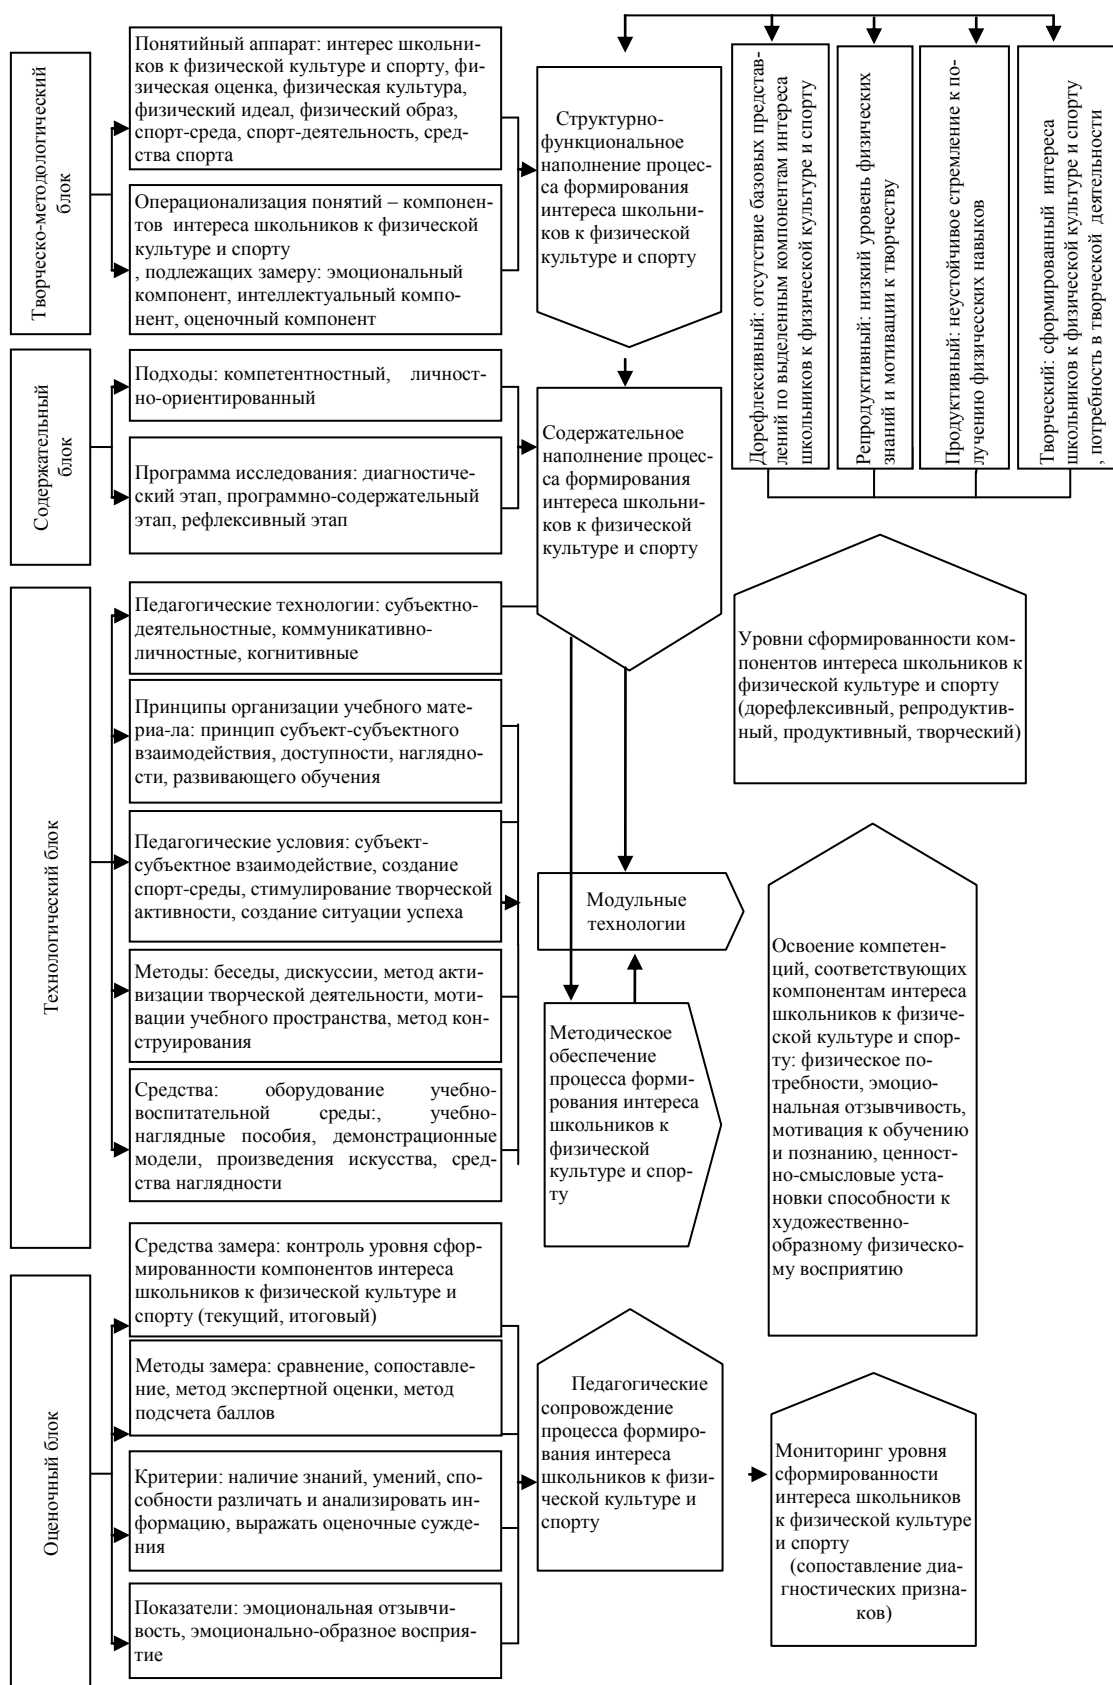 Творческо-методологический
блок
Понятийный аппарат: интерес школьни-
ков к физической культуре и спорту, фи-
зическая оценка, физическая культура,
физический идеал, физический образ,
спорт-среда, спорт-деятельность, сред-
ства спорта
Операционализация понятий – компонен-
тов интереса школьников к физической
культуре и спорту
, подлежащих замеру: эмоциональный
компонент, интеллектуальный компо-
нент, оценочный компонент
Структурно-
функциональное
наполнение процес-
са формирования
интереса школьни-
ков к физической
культуре и спорту
Дорефлексивный: отсутствие базовых представ-
лений по выделенным компонентам интереса
школьников к физической культуре и спорту
Репродуктивный: низкий уровень физических
знаний и мотивации к творчеству
Продуктивный: неустойчивое стремление к по-
лучению физичесских навыков
Творческий: сформированный интерес
школьников к физической культуре и спорту
, потребность в творческой деятельности
Содержательный
блок
Подходы: компетентностный, личност-
но-ориентированный
Программа исследования: диагностиче-
ский этап, программно-содержательный
этап, рефлексивный этап
Содержательное
наполнение процес-
са формирования
интереса школьни-
ков к физической
культуре и спорту
Уровни сформированности ком-
понентов интереса школьников к
физической культуре и спорту
(дорефлексивный, репродуктив-
ный, продуктивный, творческий)
Технологический блок
Педагогические технологии: субъектно-
деятельностные, коммуникативно-
личностные, когнитивные
Принципы организации учебного мате-
риа-ла: принцип субъект-субъектного
взаимодействия, доступности, наглядно-
сти, развивающего обучения
Педагогические условия: субъект-
субъектное взаимодействие, создание
спорт-среды, стимулирование творческой
активности, создание ситуации успеха
Методы: беседы, дискуссии, метод акти-
визации творческой деятельности, моти-
вации учебного пространства, метод кон-
струирования
Средства: оборудование учебно-
воспитательной среды:, учебно-
наглядные пособия, демонстрационные
модели, произведения искусства, сред-
ства наглядности
Модульные
технологии
Методическое
обеспечение
процесса форми-
рования интереса
школьников к
физической
культуре и спор-
ту
Освоение компетен-
ций, соответствующих
компонентам интереса
школьников к физиче-
ской культуре и спор-
ту: физическое по-
требности, эмоцио-
нальная отзывчивость,
мотивация к обучению
и познанию, ценност-
но-смысловые уста-
новки способности к
художественно-
образному физическо-
му восприятию
Оценочный блок
Средства замера: контроль уровня сфор-
мированности компонентов интереса
школьников к физической культуре и
спорту (текущий, итоговый)
Методы замера: сравнение, сопоставле-
ние, метод экспертной оценки, метод
подсчета баллов
Критерии: наличие знаний, умений, спо-
собности различать и анализировать ин-
формацию, выражать оценочные сужде-
ния
Показатели: эмоциональная отзывчи-
вость, эмоционально-образное восприя-
тие
Педагогические
сопровождение
процесса формиро-
вания интереса
школьников к физи-
ческой культуре и
спорту
Мониторинг уровня
сформированности
интереса школьников
к физической культуре
и спорту
(сопоставление диа-
гностических призна-
ков)